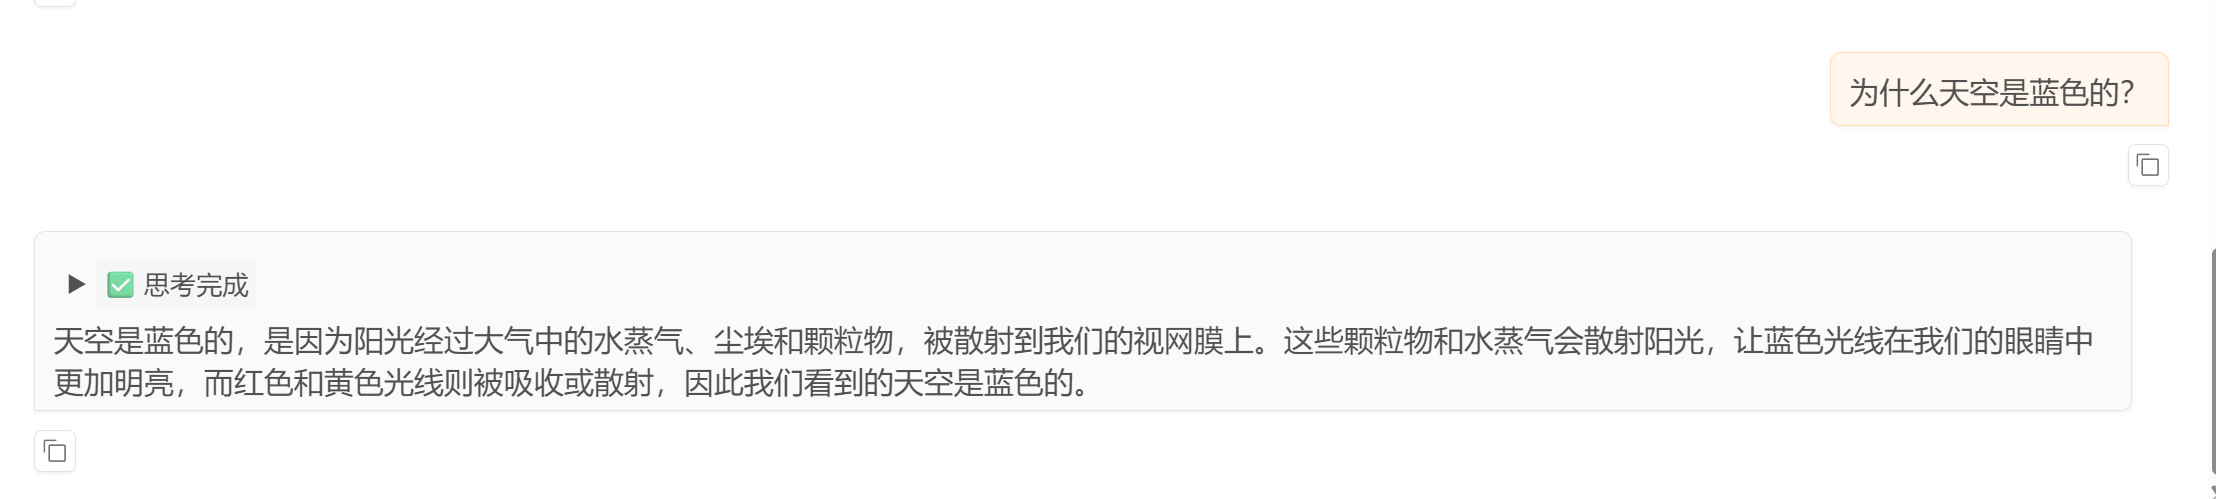 为什么天空是蓝色的?
思考完成
天空是蓝色的，是因为阳光经过大气中的水蒸气、尘埃和颗粒物，被散射到我们的视网膜上。这些颗粒物和水蒸气会散射阳光，让蓝色光线在我们的眼睛中
更加明亮，而红色和黄色光线则被吸收或散射，因此我们看到的天空是蓝色的。